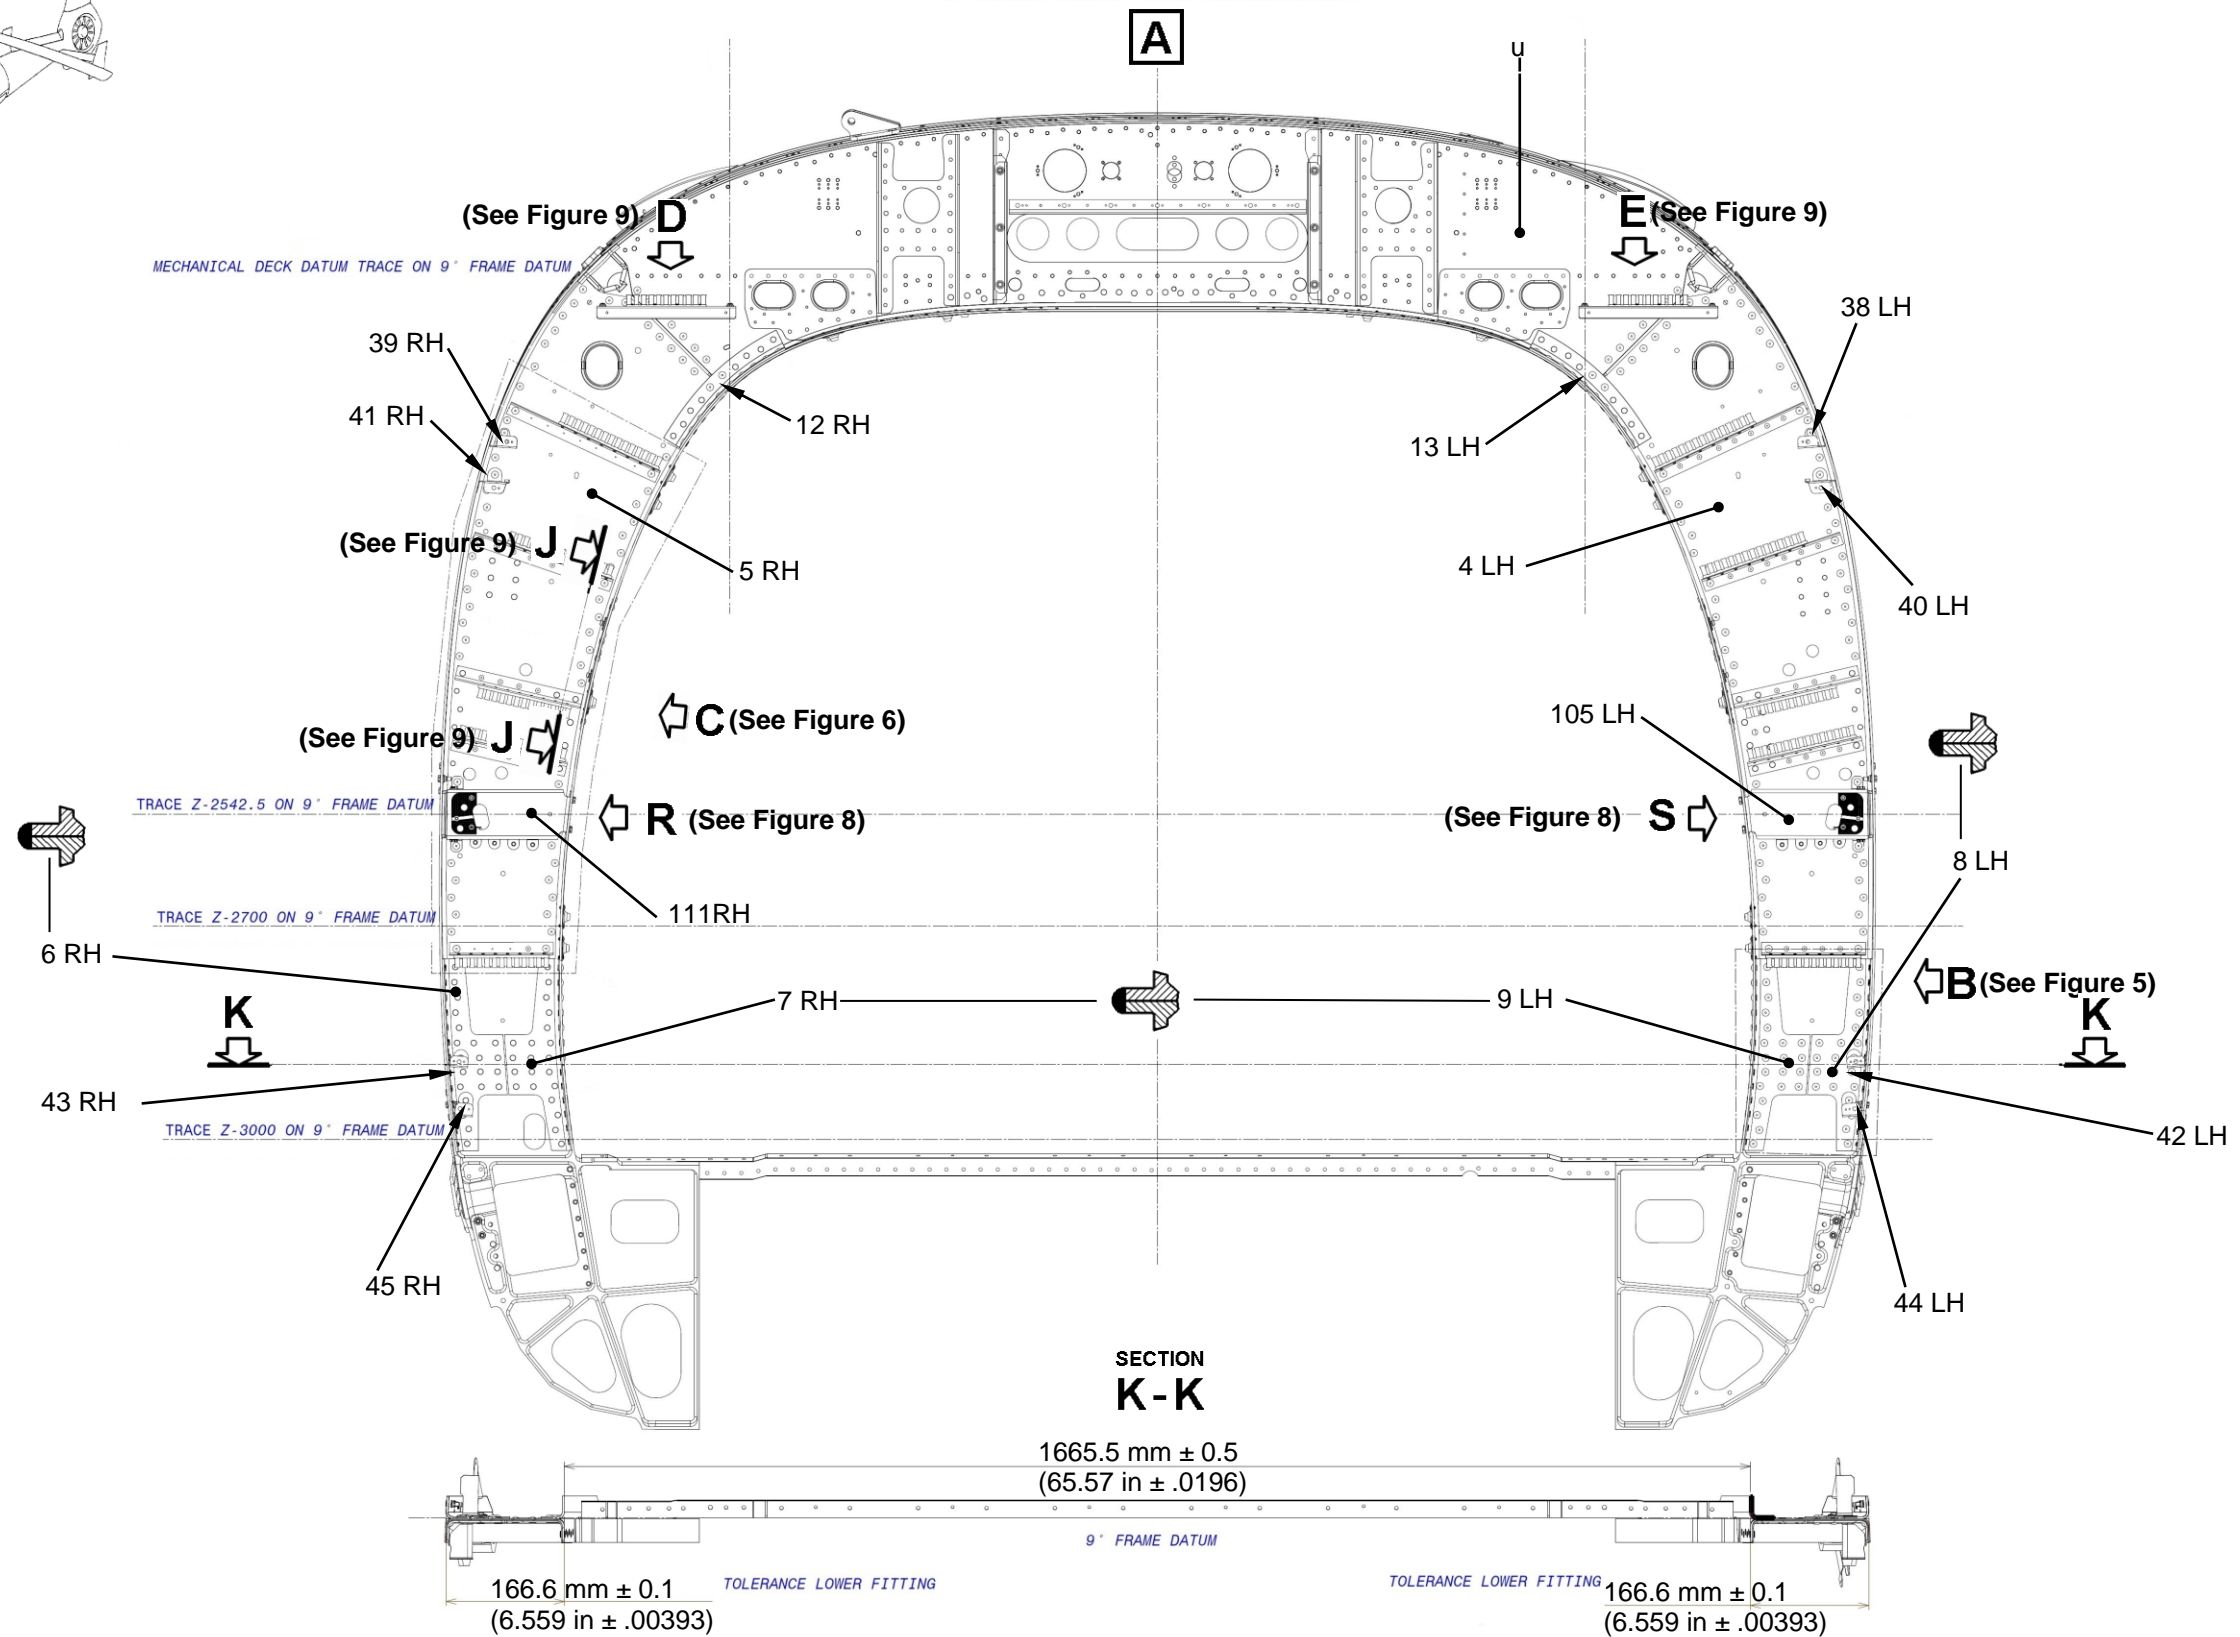 A
u
(See Figure 9) D
E (See Figure 9)
MECHANICAL DECK DATUM TRACE ON 9° FRAME DATUM
38 LH
39 RH
41 RH
12 RH
13 LH
(See Figure 9) J
5 RH
4 LH
40 LH
C (See Figure 6)
105 LH
(See Figure 9) J
TRACE Z-2542.5 ON 9° FRAME DATUM
R (See Figure 8)
(See Figure 8) S
8 LH
111RH
TRACE Z-2700 ON 9° FRAME DATUM
6 RH
B (See Figure 5)
7 RH
9 LH
K
K
43 RH
TRACE Z-3000 ON 9° FRAME DATUM
42 LH
45 RH
44 LH
SECTION
K-K
1665.5 mm ± 0.5
(65.57 in ± .0196)
9° FRAME DATUM
TOLERANCE LOWER FITTING
TOLERANCE LOWER FITTING
166.6 mm ± 0.1
(6.559 in ± .00393)
166.6 mm ± 0.1
(6.559 in ± .00393)